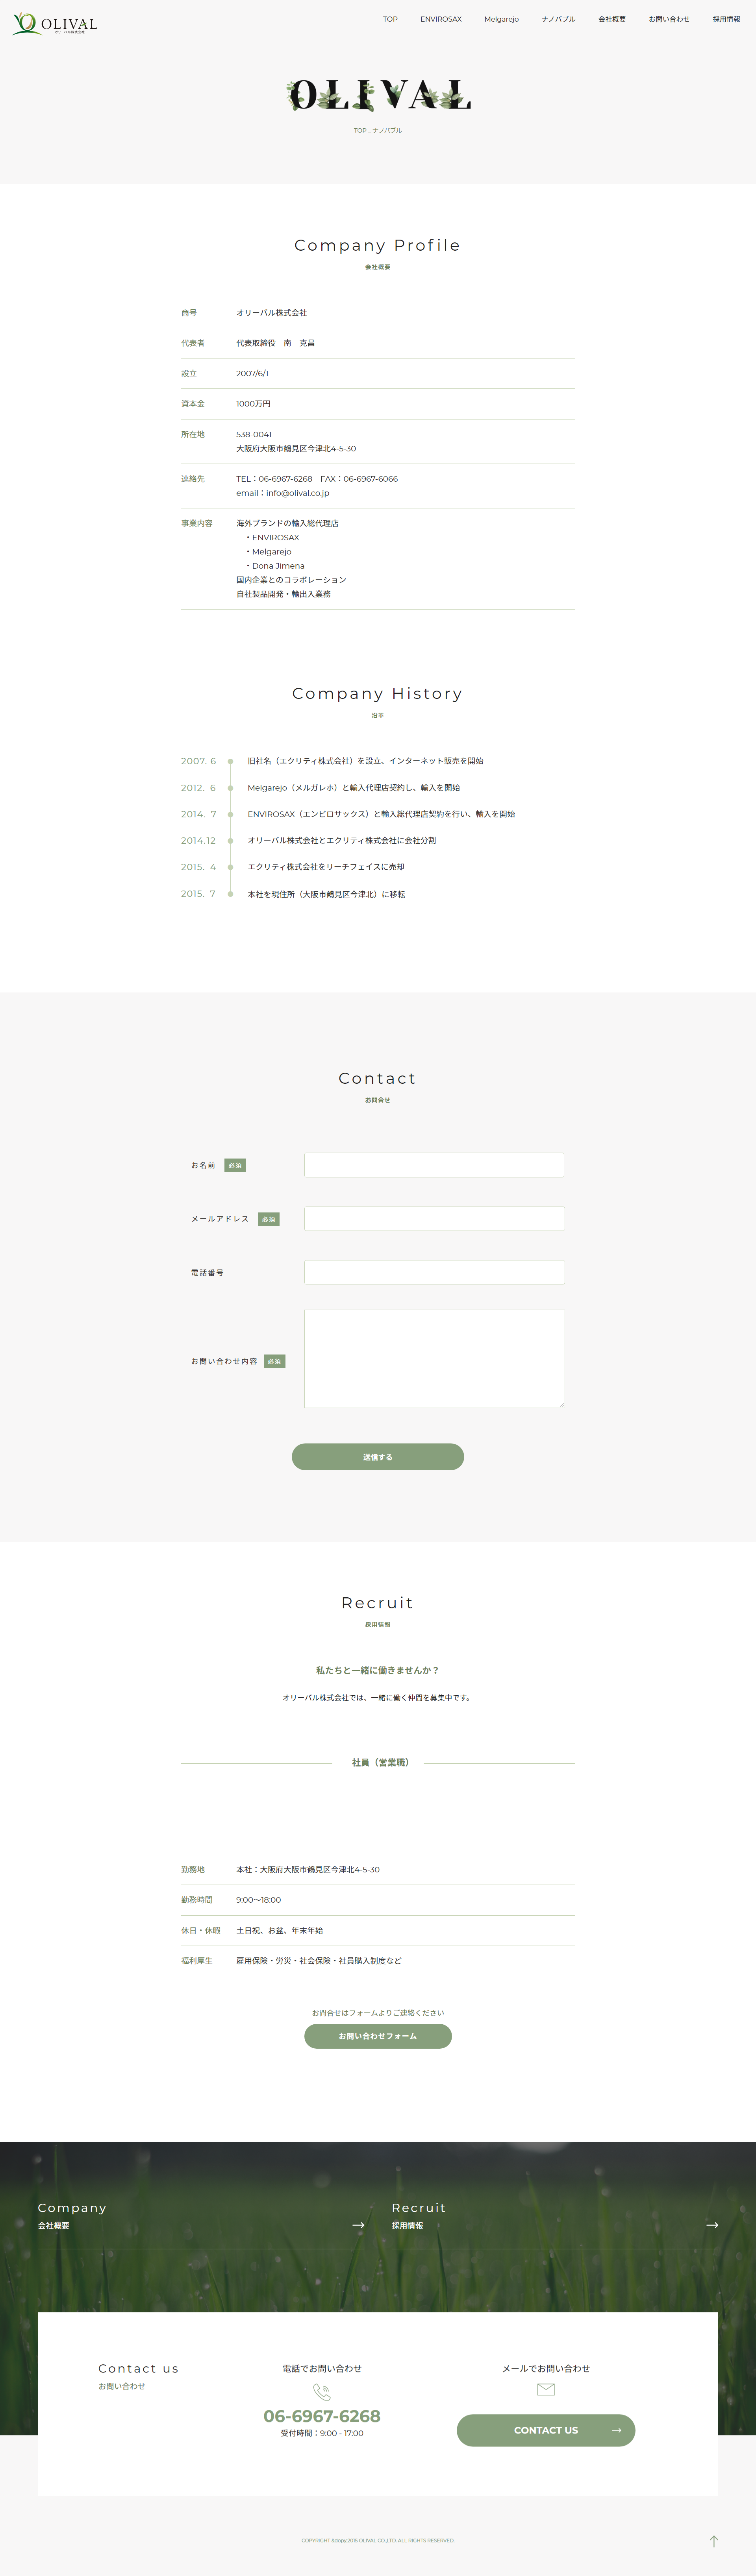 OLIVAL
オリーバル株式会社
TOP ENVIROSAX Melgarejo ナノバブル 会社概要 お問い合わせ 採用情報
OLIVAL
TOP _ ナノバブル
Company Profile
会社概要
商号 オリーバル株式会社
代表者 代表取締役　南　克昌
設立 2007/6/1
資本金 1000万円
所在地 538-0041
大阪府大阪市鶴見区今津北4-5-30
連絡先 TEL：06-6967-6268　FAX：06-6967-6066
email：info@olival.co.jp
事業内容 海外ブランドの輸入総代理店
・ENVIROSAX
・Melgarejo
・Dona Jimena
国内企業とのコラボレーション
自社製品開発・輸出入業務
Company History
沿革
2007. 6 旧社名（エクリティ株式会社）を設立、インターネット販売を開始
2012. 6 Melgarejo（メルガレホ）と輸入代理店契約し、輸入を開始
2014. 7 ENVIROSAX（エンビロサックス）と輸入総代理店契約を行い、輸入を開始
2014.12 オリーバル株式会社とエクリティ株式会社に会社分割
2015. 4 エクリティ株式会社をリーチフェイスに売却
2015. 7 本社を現住所（大阪市鶴見区今津北）に移転
Contact
お問合せ
お名前 必須
メールアドレス 必須
電話番号
お問い合わせ内容 必須
送信する
Recruit
採用情報
私たちと一緒に働きませんか？
オリーバル株式会社では、一緒に働く仲間を募集中です。
社員（営業職）
勤務地 本社：大阪府大阪市鶴見区今津北4-5-30
勤務時間 9:00〜18:00
休日・休暇 土日祝、お盆、年末年始
福利厚生 雇用保険・労災・社会保険・社員購入制度など
お問合せはフォームよりご連絡ください
お問い合わせフォーム
Company
会社概要
Recruit
採用情報
Contact us
お問い合わせ
電話でお問い合わせ
06-6967-6268
受付時間：9:00 - 17:00
メールでお問い合わせ
CONTACT US
COPYRIGHT &dopy;2015 OLIVAL CO.,LTD. ALL RIGHTS RESERVED.